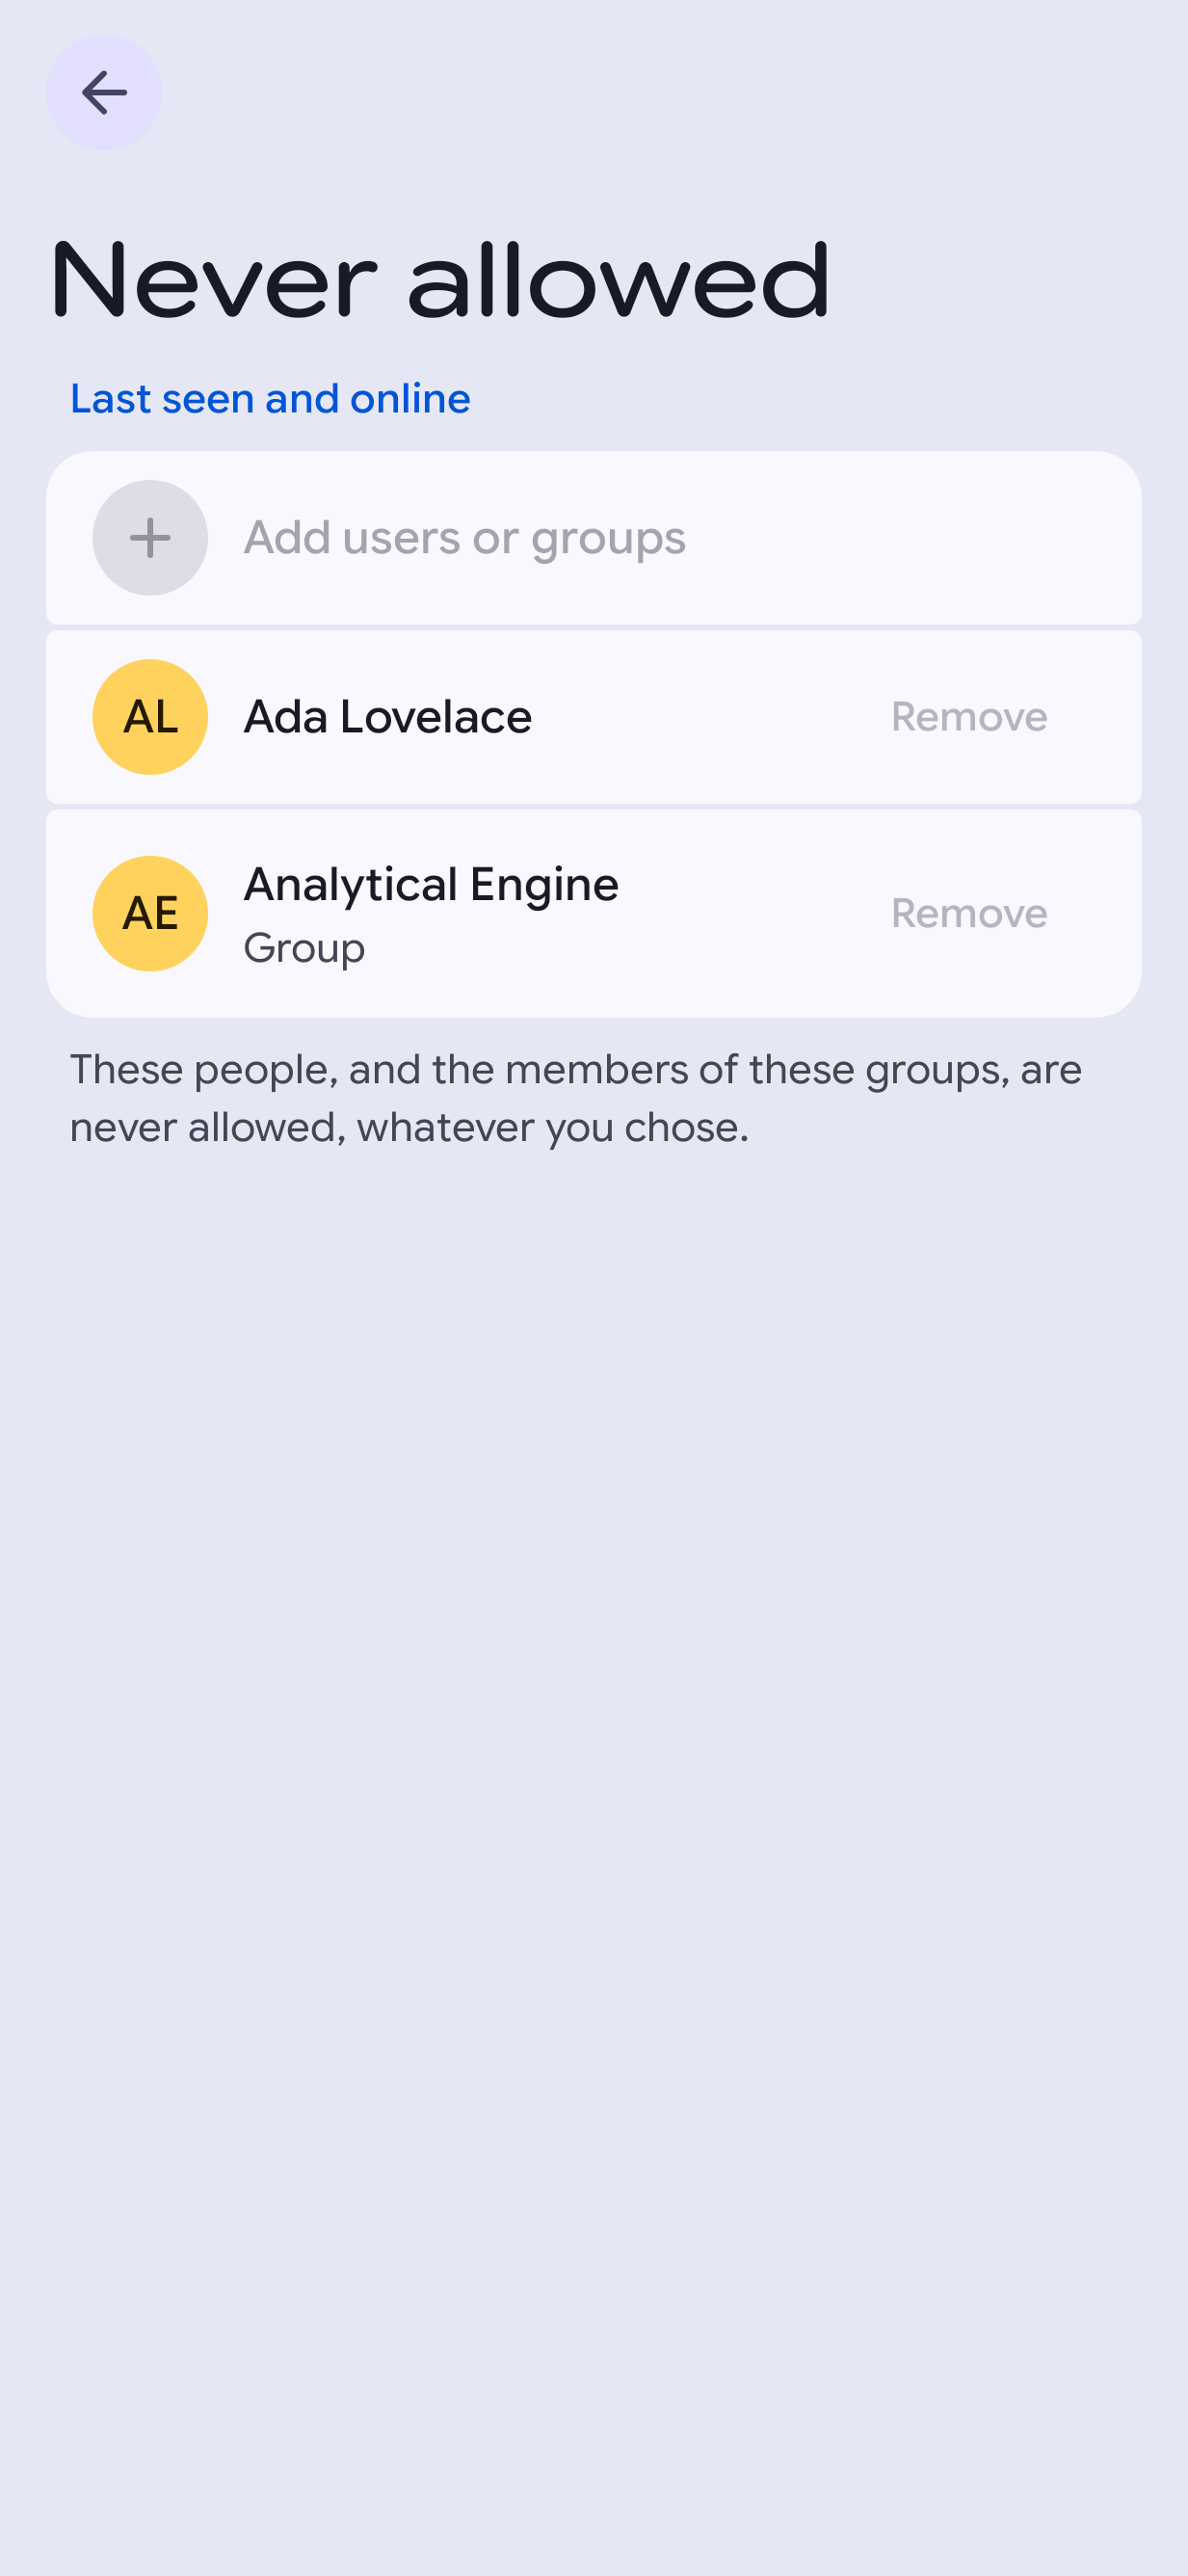 Never allowed
Last seen and online
Add users or groups
AL
Ada Lovelace
Remove
AE
Analytical Engine
Group
Remove
These people, and the members of these groups, are
never allowed, whatever you chose.